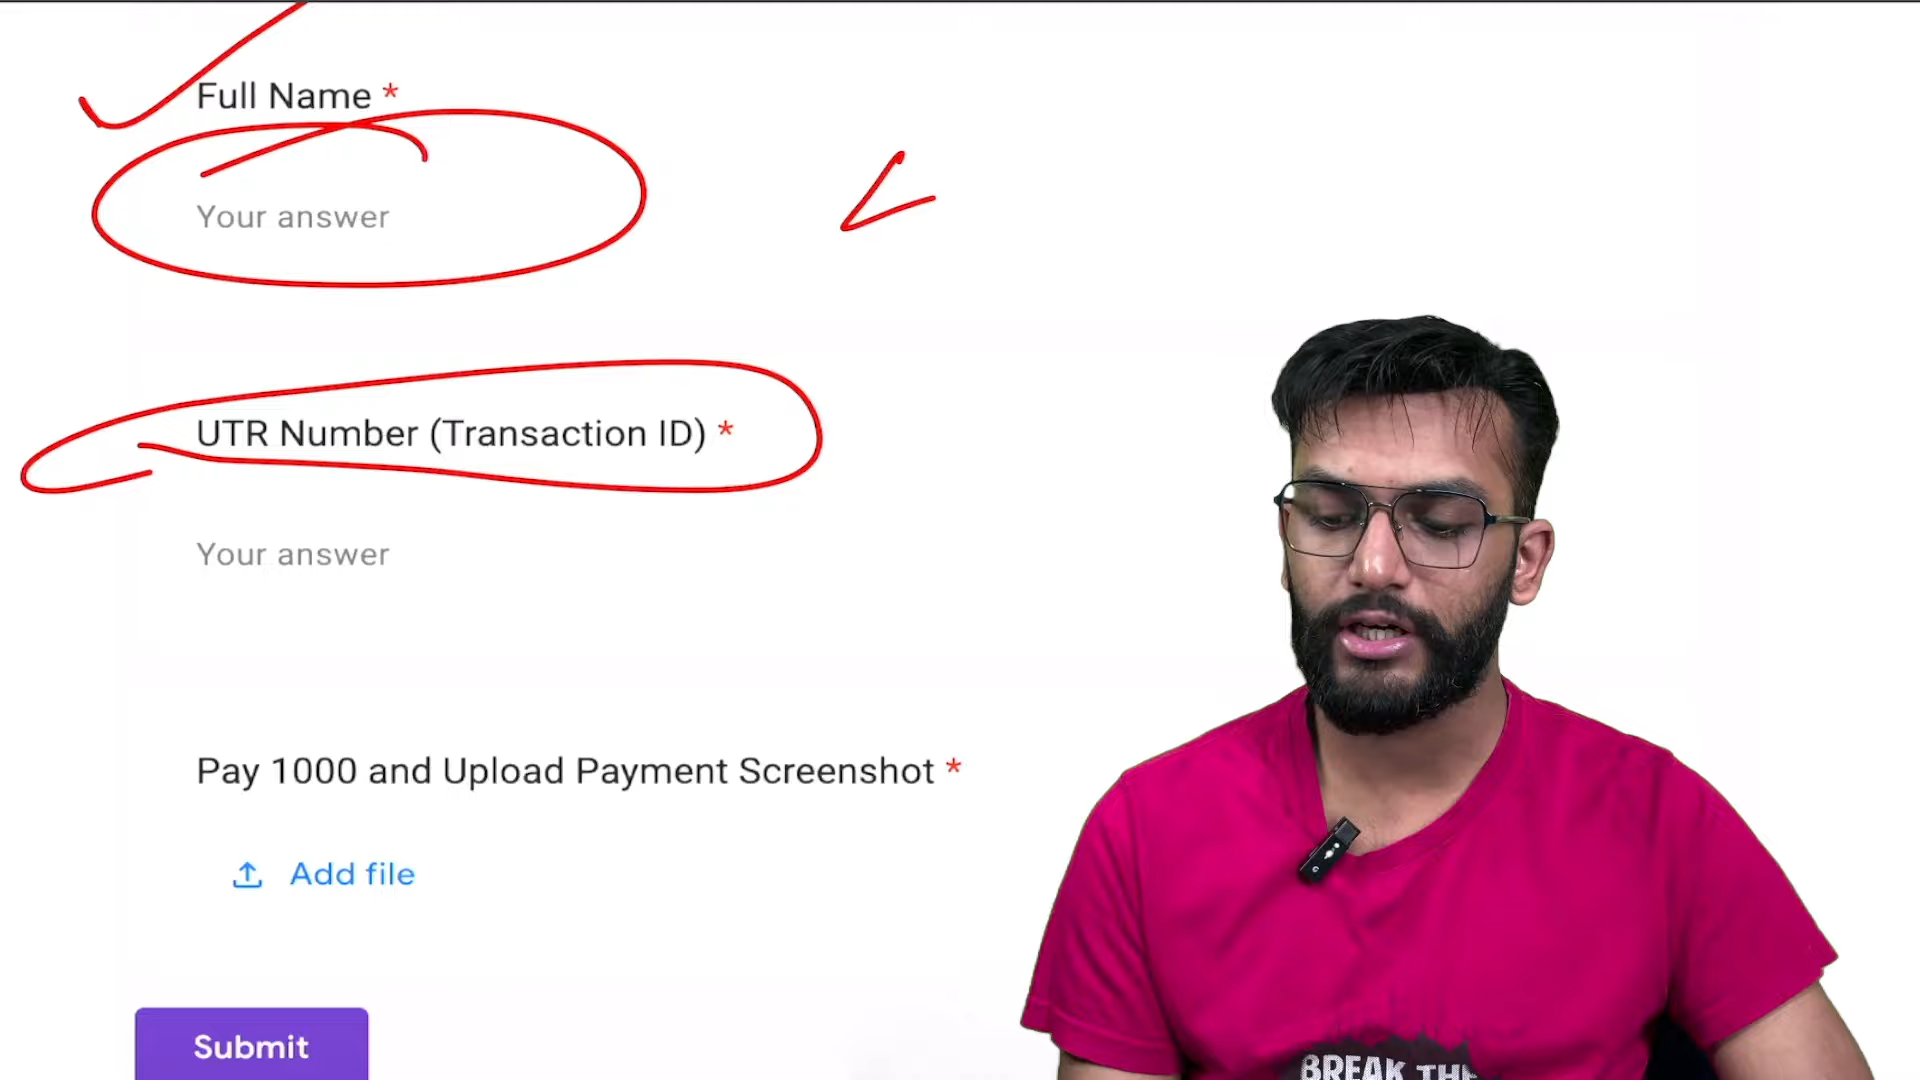 Full Name *
Your answer
UTR Number (Transaction ID) *
Your answer
Pay 1000 and Upload Payment Screenshot *
Add file
Submit
BREAK THE